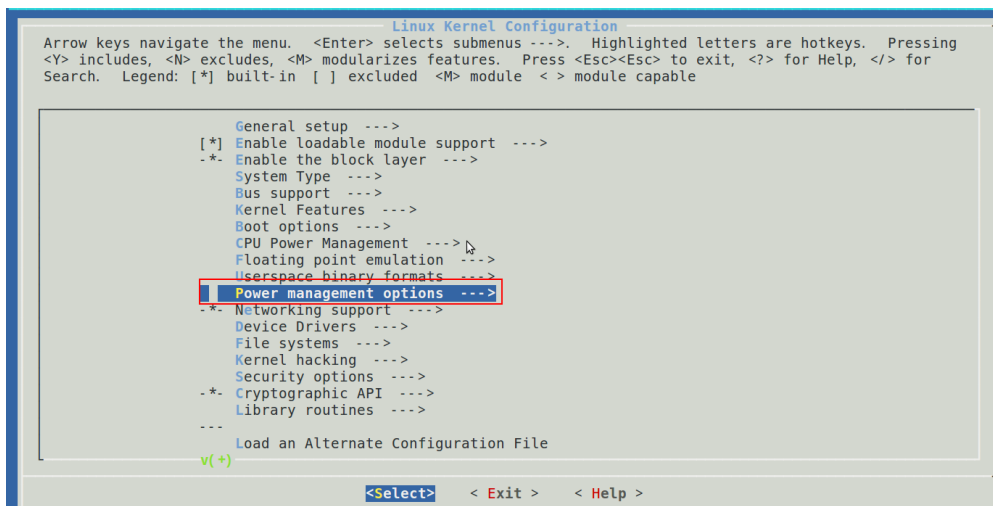 Linux Kernel Configuration
Arrow keys navigate the menu. <Enter> selects submenus --->. Highlighted letters are hotkeys. Pressing
<Y> includes, <N> excludes, <M> modularizes features. Press <Esc><Esc> to exit, <?> for Help, </> for
Search. Legend: [*] built-in [ ] excluded <M> module < > module capable
General setup --->
[*] Enable loadable module support --->
-*- Enable the block layer --->
System Type --->
Bus support --->
Kernel Features --->
Boot options --->
CPU Power Management --->
Floating point emulation --->
Userspace binary formats --->
Power management options --->
-*- Networking support --->
Device Drivers --->
File systems --->
Kernel hacking --->
Security options --->
-*- Cryptographic API --->
Library routines --->
---
Load an Alternate Configuration File
v(+)
<Select> < Exit > < Help >